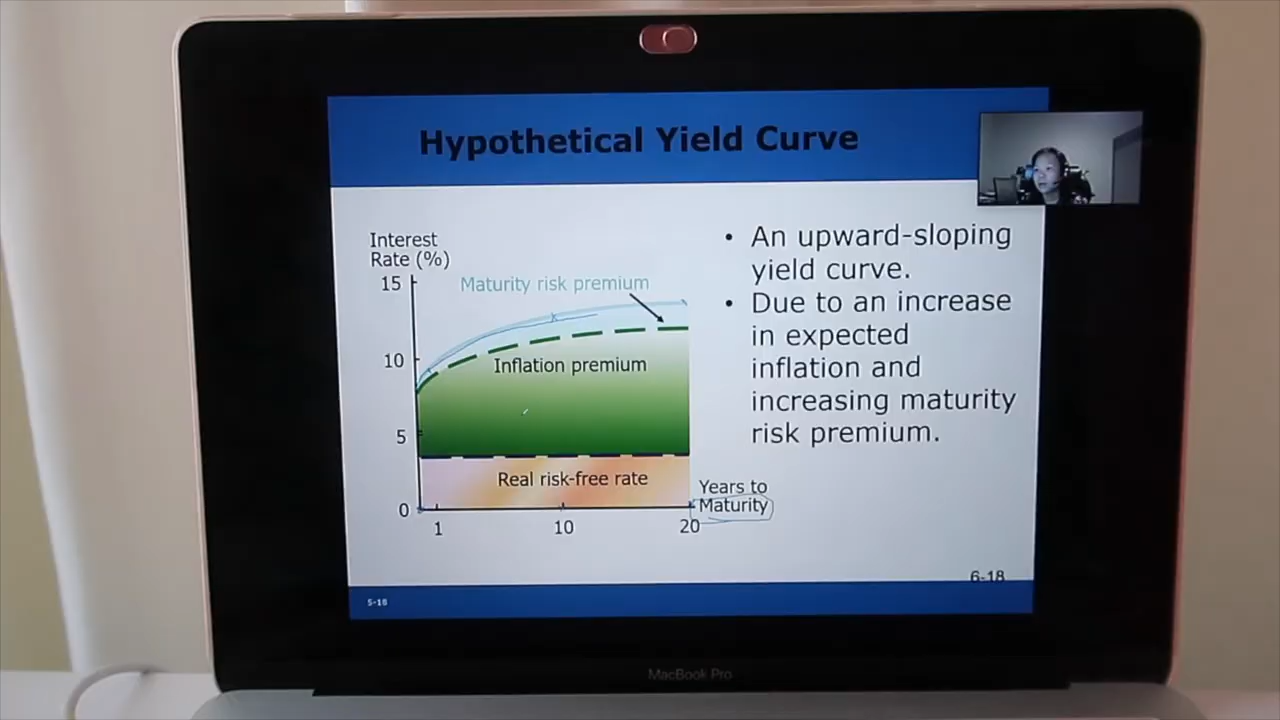 Hypothetical Yield Curve
Interest
Rate (%)
15
10
5
0
Maturity risk premium
Inflation premium
Real risk-free rate
1
10
20
Years to
Maturity
• An upward-sloping
yield curve.
• Due to an increase
in expected
inflation and
increasing maturity
risk premium.
6-18
5-18
MacBook Pro